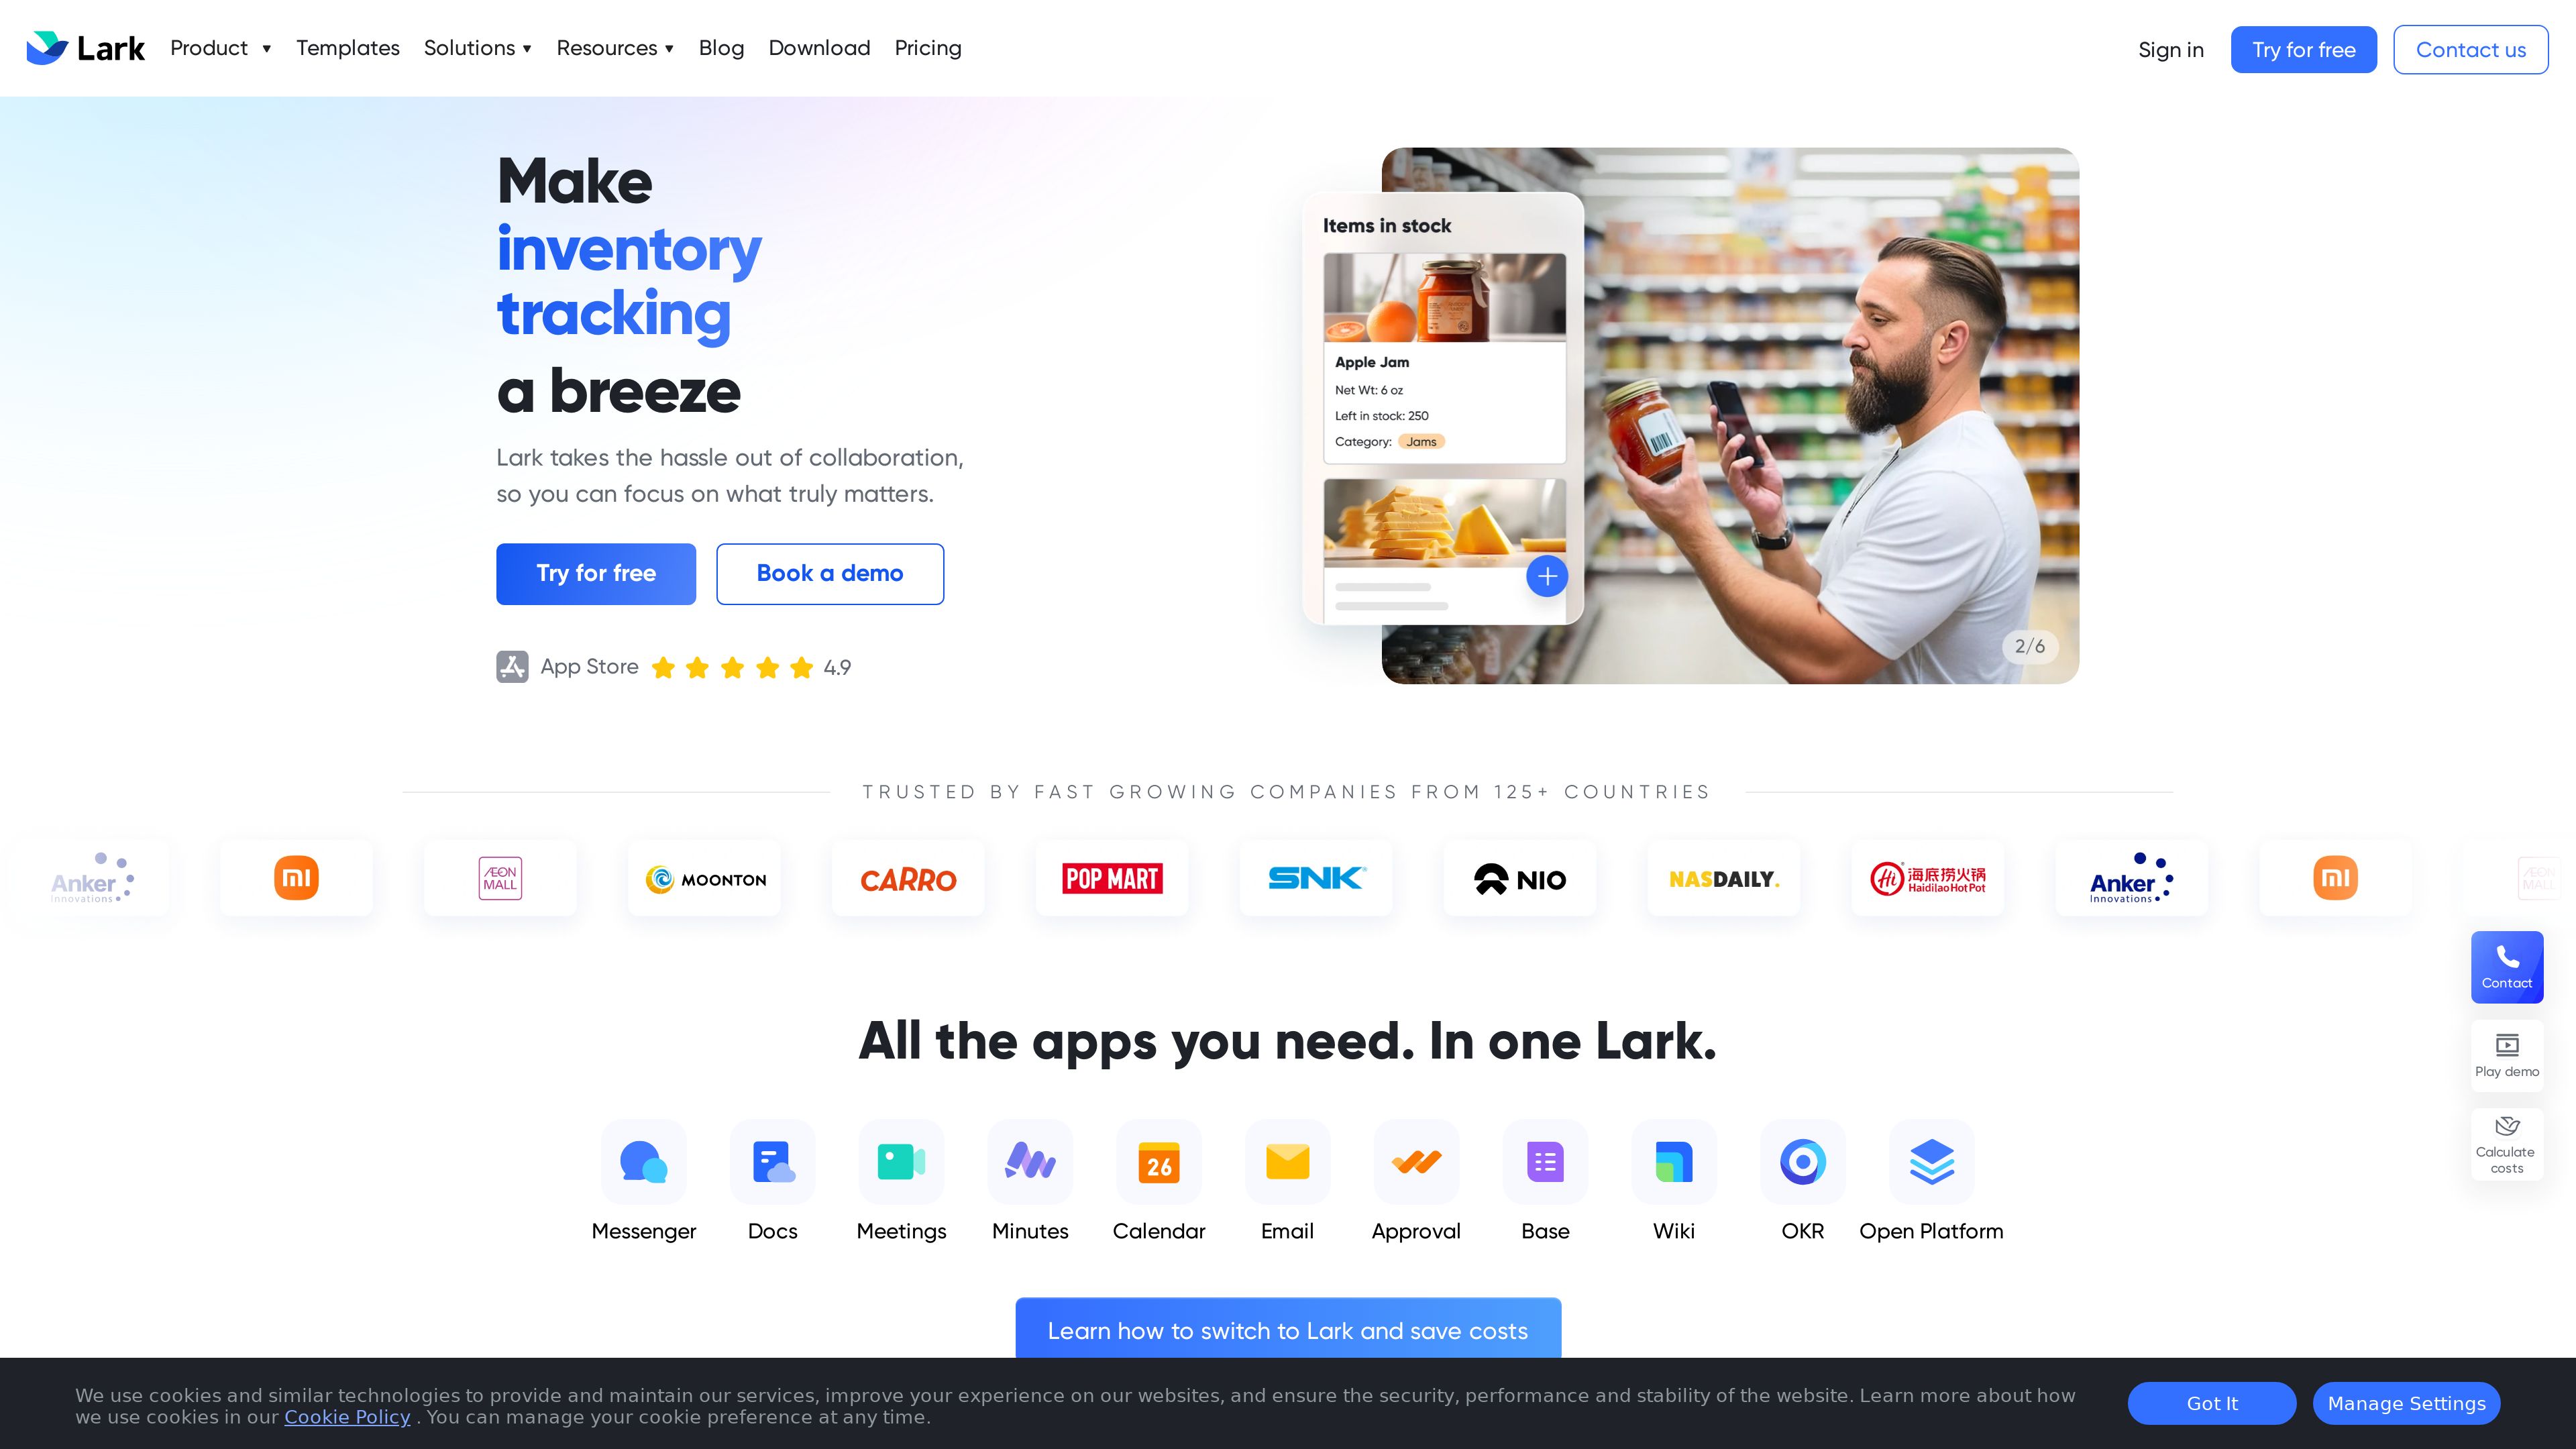 Lark
Product ▼ Templates Solutions ▼ Resources ▼ Blog Download Pricing
Sign in Try for free Contact us
Make
inventory
tracking
a breeze
Lark takes the hassle out of collaboration,
so you can focus on what truly matters.
Try for free Book a demo
App Store 4.9
Items in stock
Apple Jam
Net Wt: 6 oz
Left in stock: 250
Category: Jams
2/6
TRUSTED BY FAST GROWING COMPANIES FROM 125+ COUNTRIES
Anker Innovations
mi
ÆON MALL
MOONTON
CARRO
POP MART
SNK
NIO
NASDAILY.
Hi 海底捞火锅 Haidilao Hot Pot
Anker Innovations
mi
ÆON MALL
Contact
Play demo
Calculate
costs
All the apps you need. In one Lark.
26
Messenger Docs Meetings Minutes Calendar Email Approval Base Wiki OKR Open Platform
Learn how to switch to Lark and save costs
We use cookies and similar technologies to provide and maintain our services, improve your experience on our websites, and ensure the security, performance and stability of the website. Learn more about how
we use cookies in our Cookie Policy . You can manage your cookie preference at any time.
Got It Manage Settings